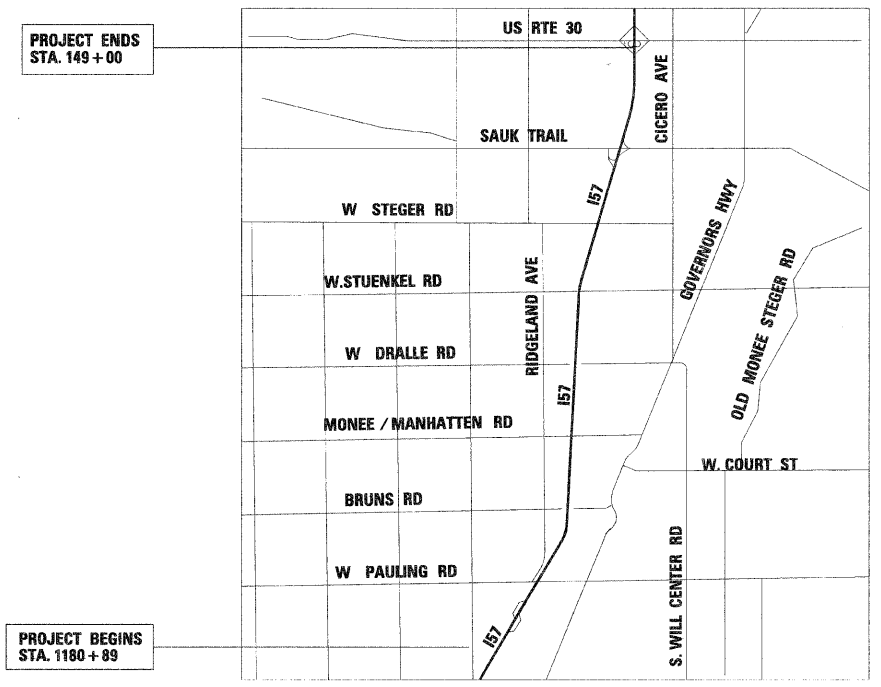 US RTE 30
PROJECT ENDS
STA. 149+00
CICERO AVE
SAUK TRAIL
I57
W STEGER RD
GOVERNORS HWY
W.STUENKEL RD
RIDGELAND AVE
OLD MONEE STEGER RD
W DRALLE RD
I57
MONEE / MANHATTEN RD
W. COURT ST
BRUNS RD
W PAULING RD
S. WILL CENTER RD
PROJECT BEGINS
STA. 1180+89
I57